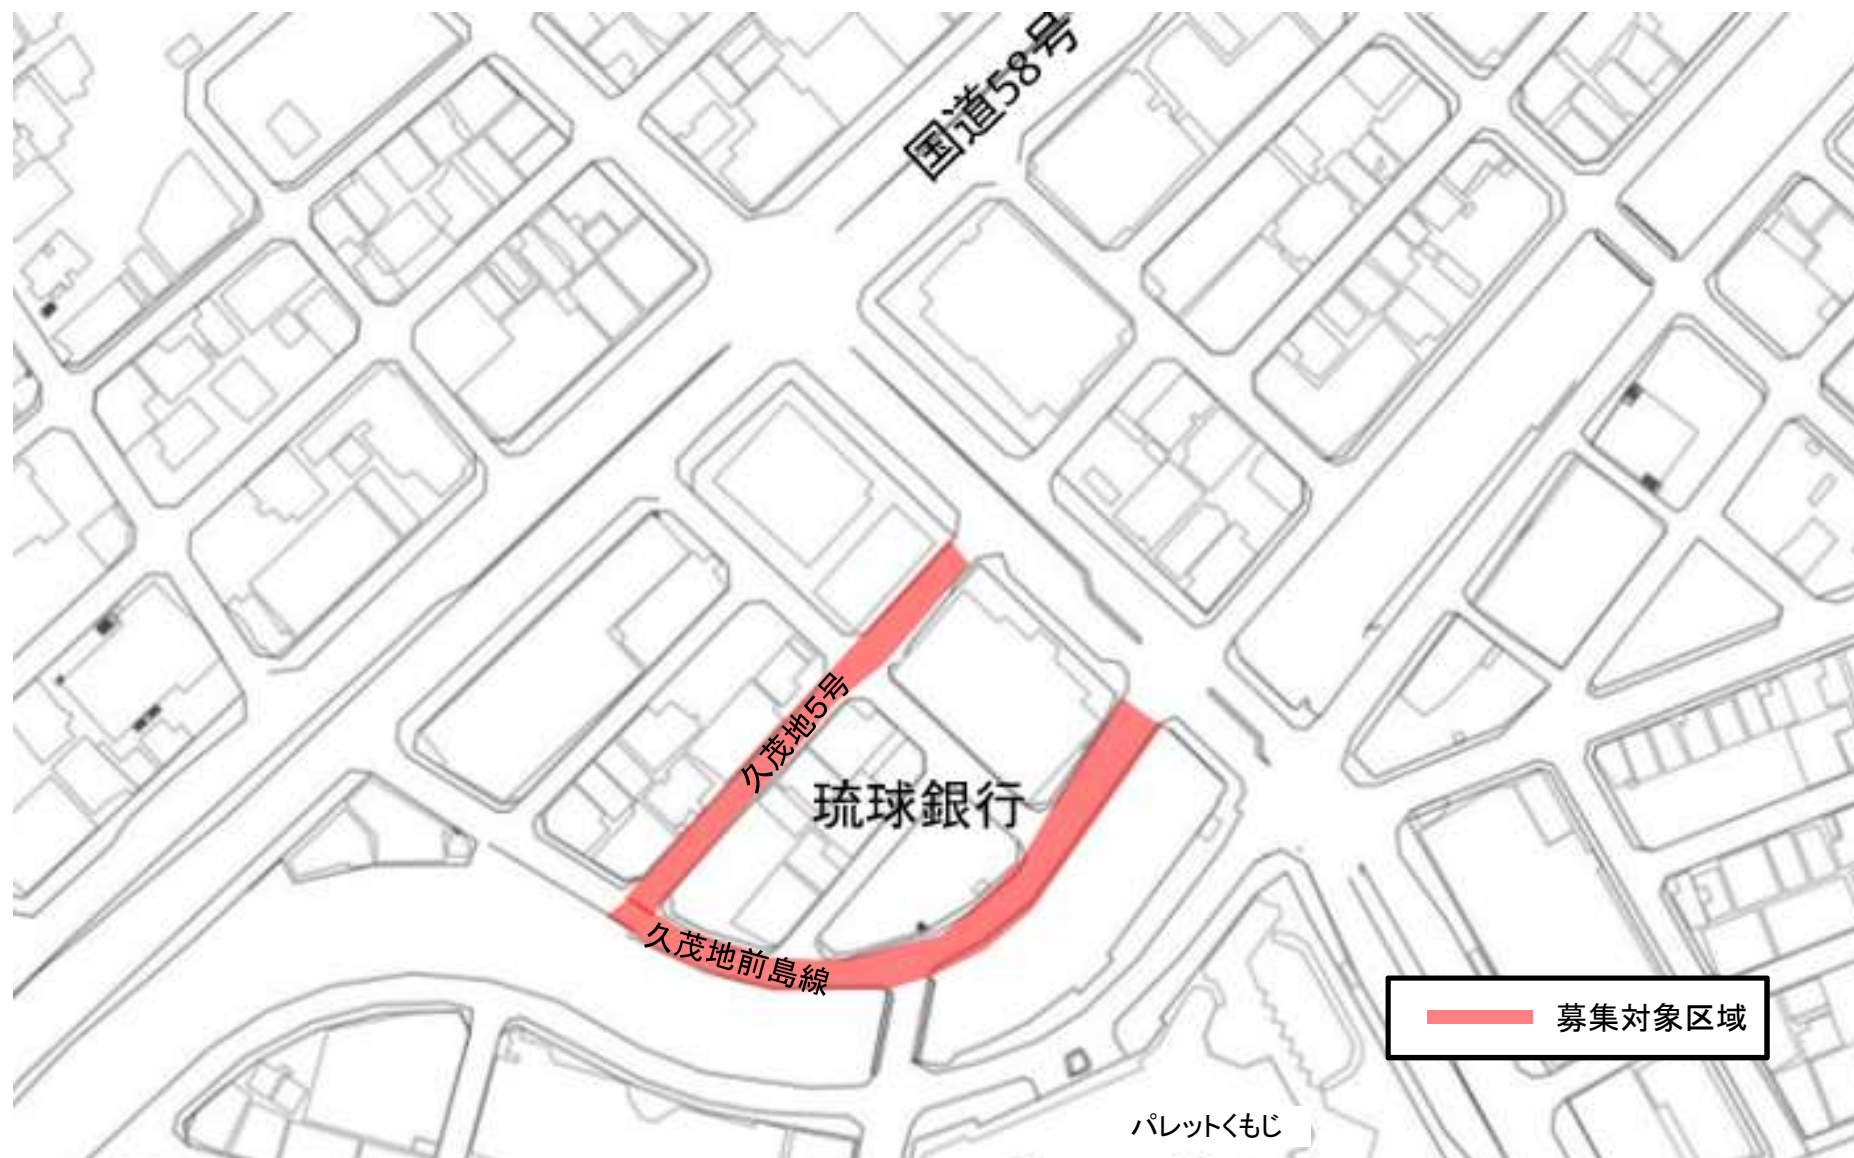 国道58号
久茂地5号
琉球銀行
久茂地前島線
募集対象区域
パレットくもじ